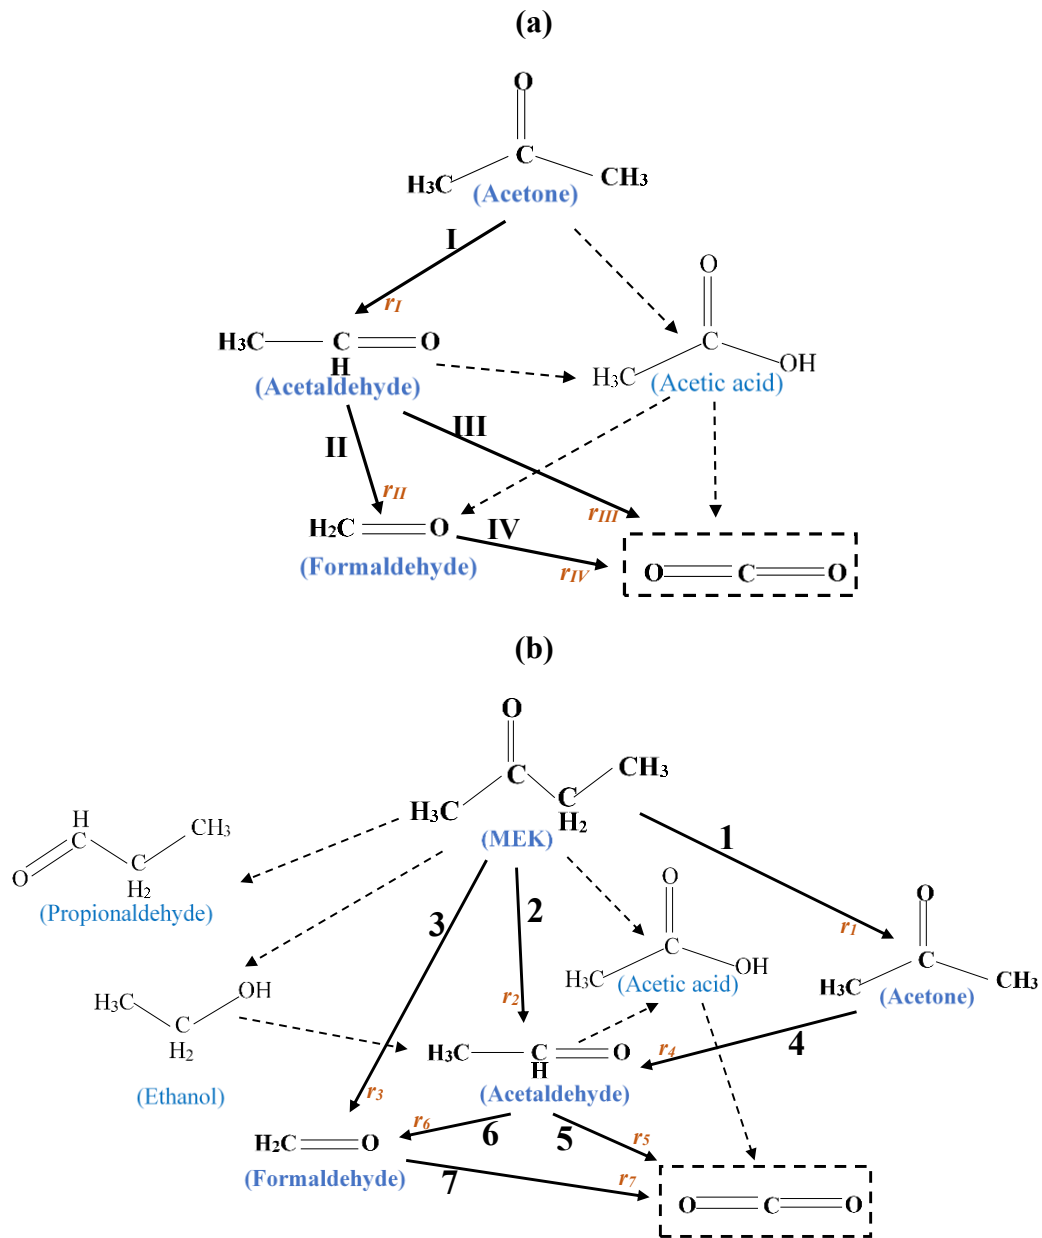 (a)
O
C
H3C
CH3
(Acetone)
I
rI
O
H3C
C
O
H
(Acetaldehyde)
C
H3C
OH
(Acetic acid)
II
III
rII
rIII
H2C
O
IV
(Formaldehyde)
rIV
O
C
O
(b)
O
C
CH3
H3C
C
H2
(MEK)
H
C
CH3
O
C
H2
(Propionaldehyde)
1
2
3
O
C
H3C
OH
(Acetic acid)
r1
O
C
H3C
CH3
(Acetone)
H3C
OH
C
H2
(Ethanol)
r2
4
r4
H3C
C
O
H
(Acetaldehyde)
r3
r6
6
5
r5
H2C
O
(Formaldehyde)
7
r7
O
C
O